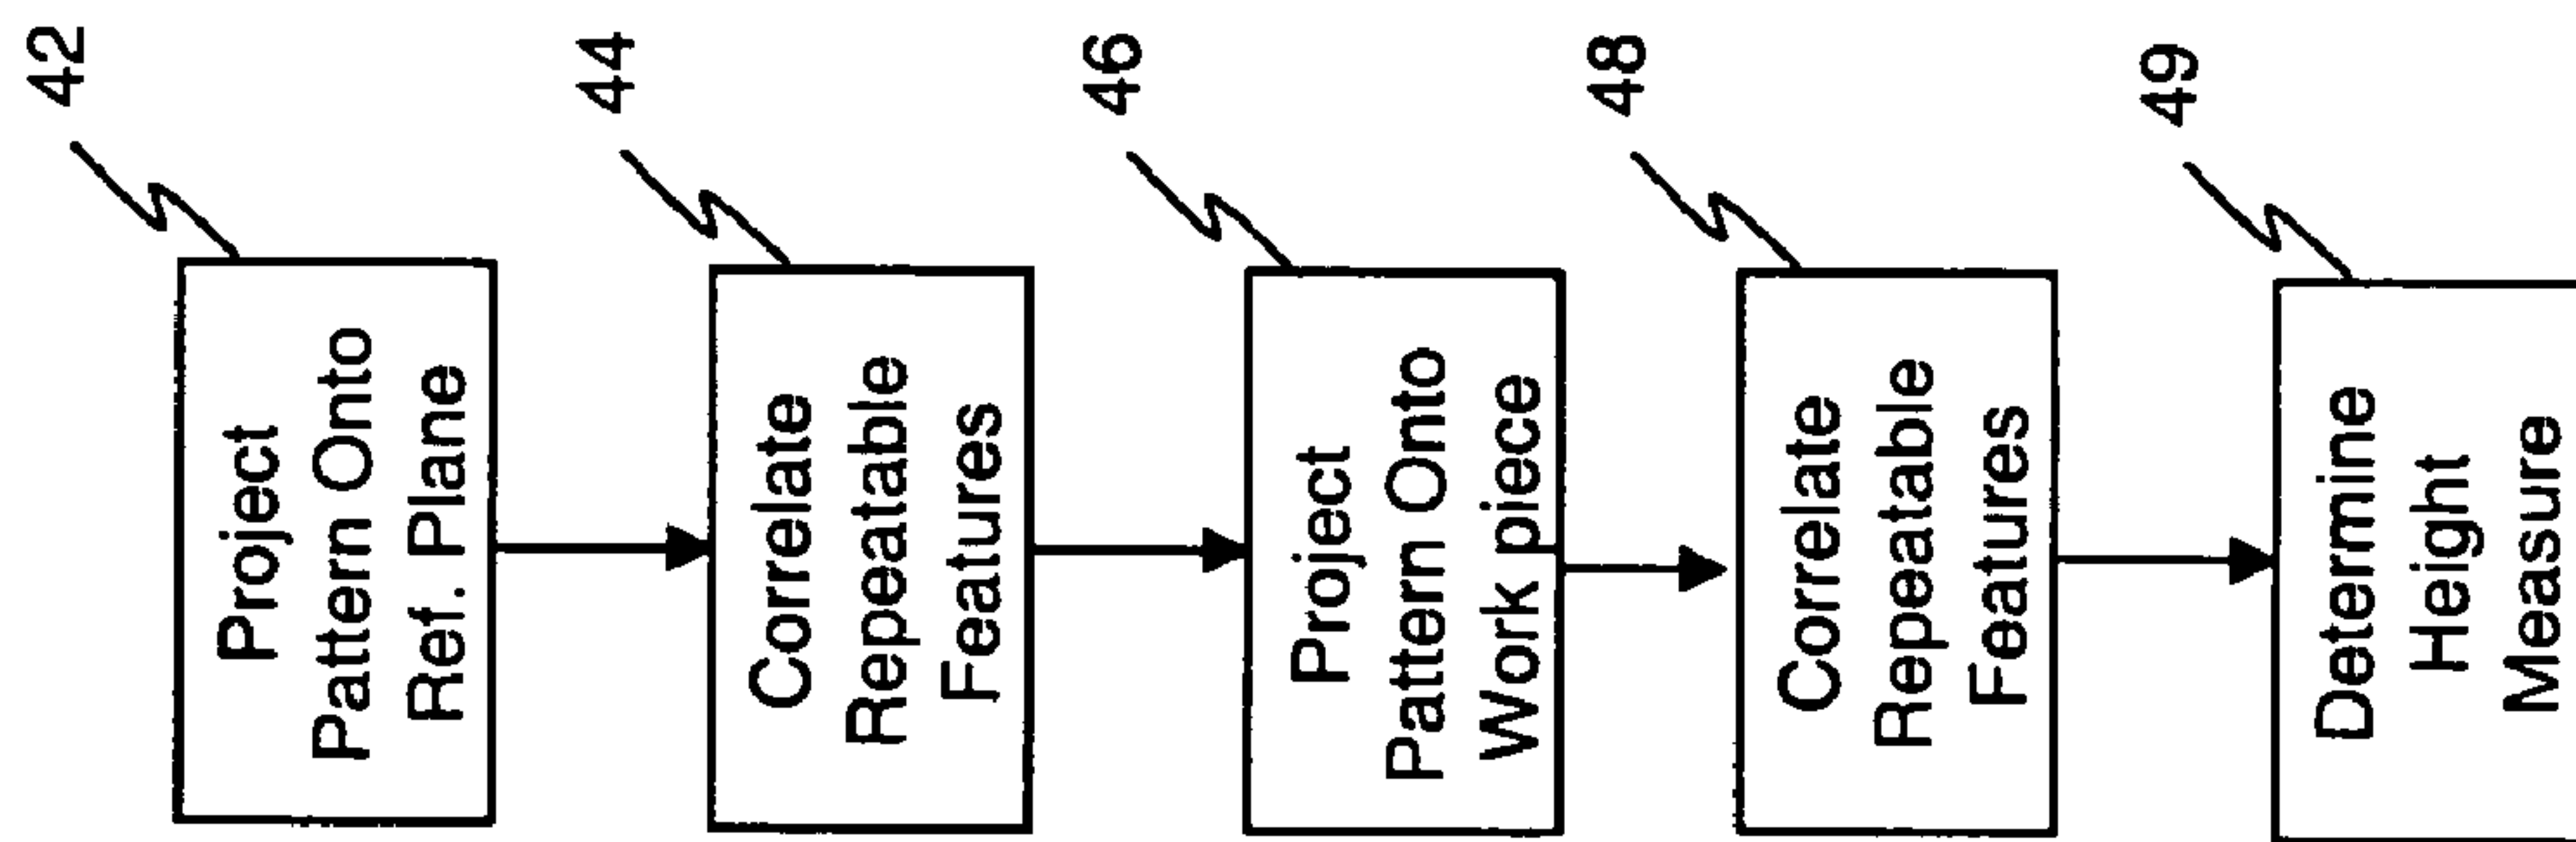 42
Project
Pattern Onto
Ref. Plane
44
Correlate
Repeatable
Features
46
Project
Pattern Onto
Work piece
48
Correlate
Repeatable
Features
49
Determine
Height
Measure